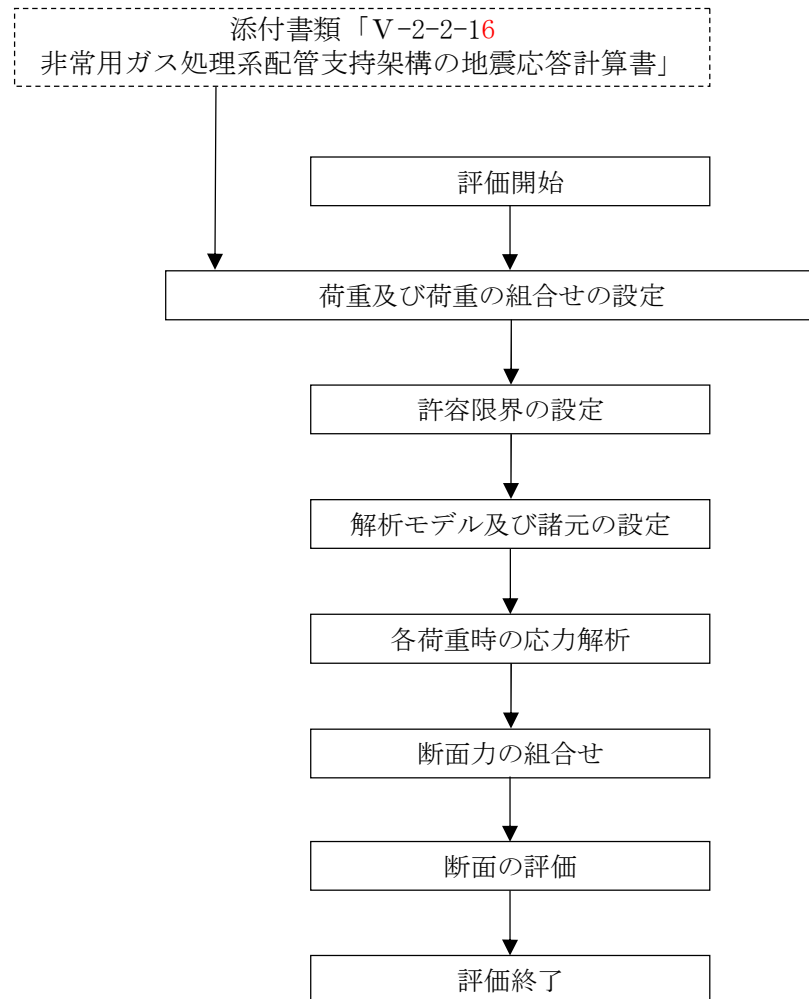 添付書類「Ⅴ-2-2-16
非常用ガス処理系配管支持架構の地震応答計算書」
評価開始
荷重及び荷重の組合せの設定
許容限界の設定
解析モデル及び諸元の設定
各荷重時の応力解析
断面力の組合せ
断面の評価
評価終了